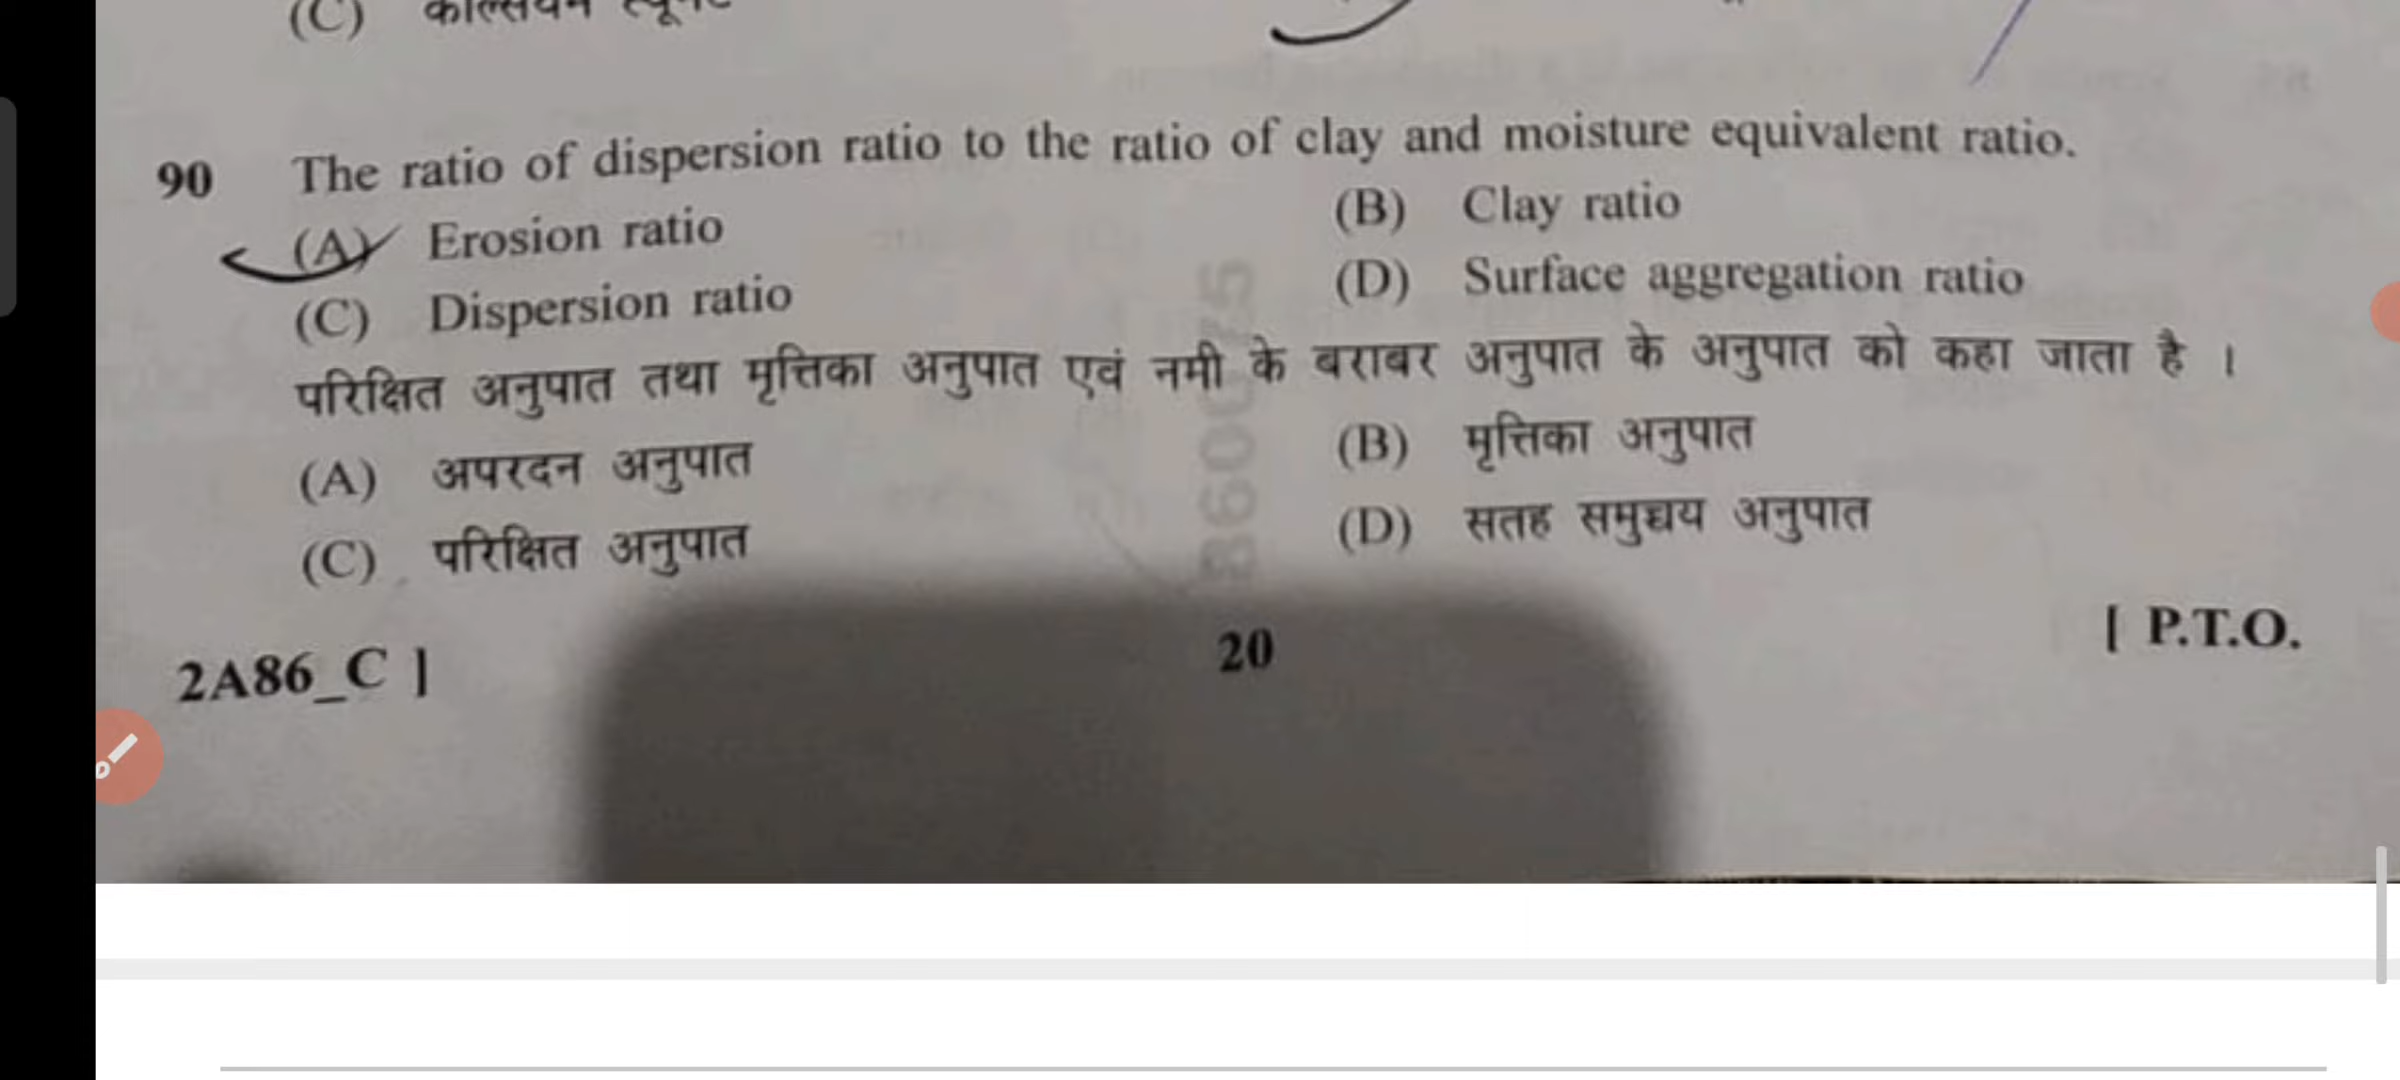 (C)
90 The ratio of dispersion ratio to the ratio of clay and moisture equivalent ratio.
(A) Erosion ratio (B) Clay ratio
(C) Dispersion ratio (D) Surface aggregation ratio
परिक्षित अनुपात तथा मृत्तिका अनुपात एवं नमी के बराबर अनुपात के अनुपात को कहा जाता है ।
(A) अपरदन अनुपात (B) मृत्तिका अनुपात
(C) परिक्षित अनुपात (D) सतह समुच्चय अनुपात
2A86_C ] 20 [ P.T.O.